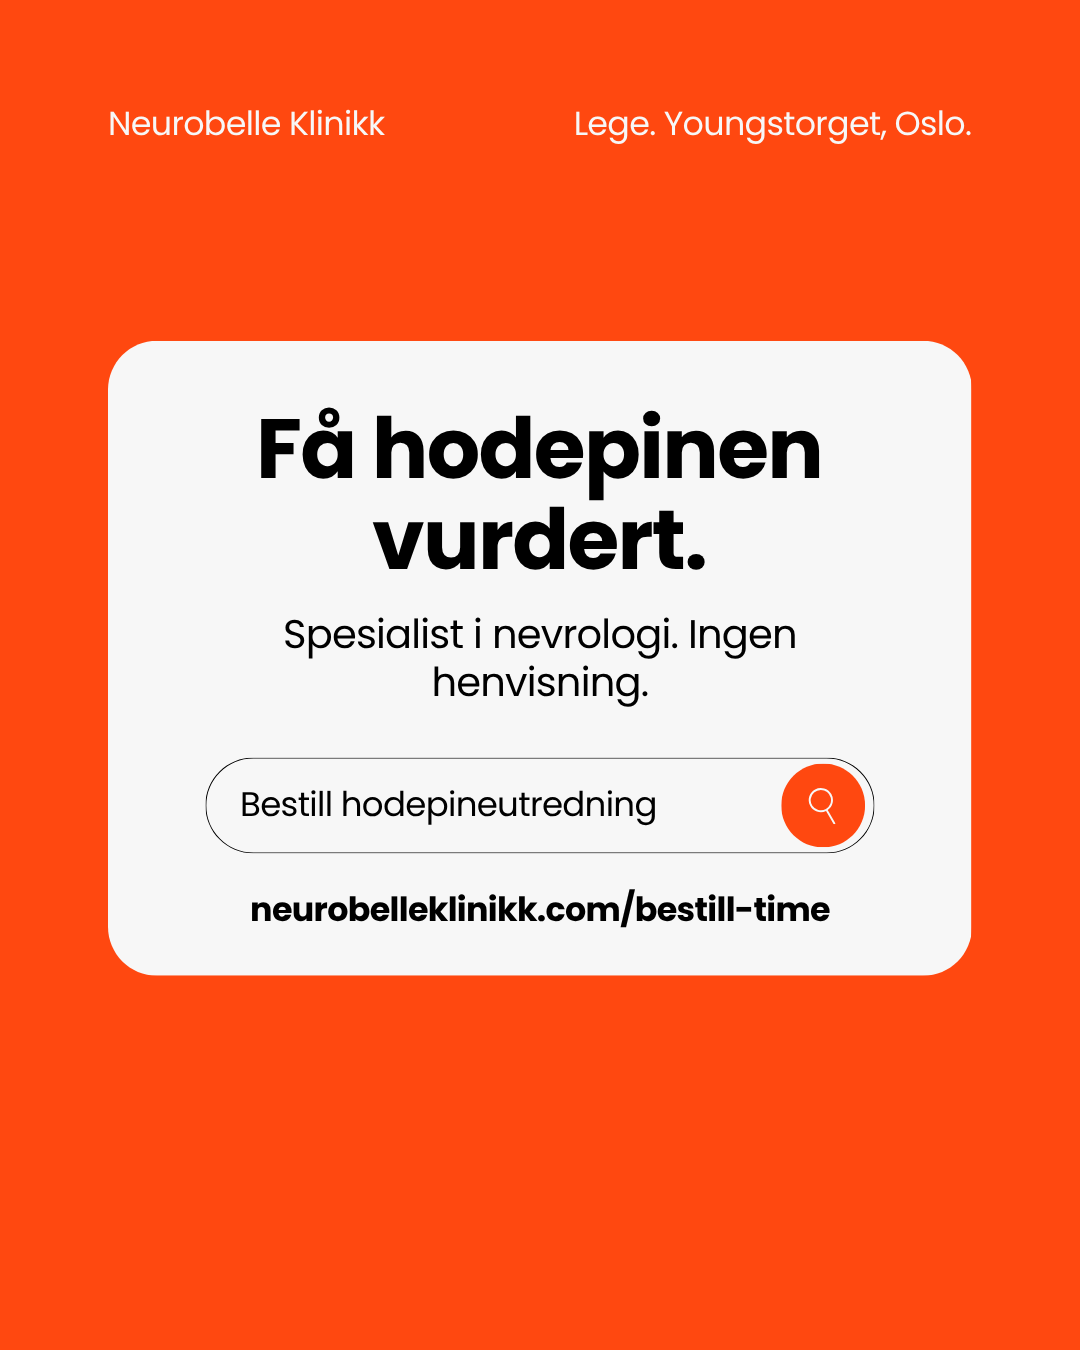 Neurobelle Klinikk
Lege. Youngstorget, Oslo.
Få hodepinen
vurdert.
Spesialist i nevrologi. Ingen
henvisning.
Bestill hodepineutredning
neurobelleklinikk.com/bestill-time